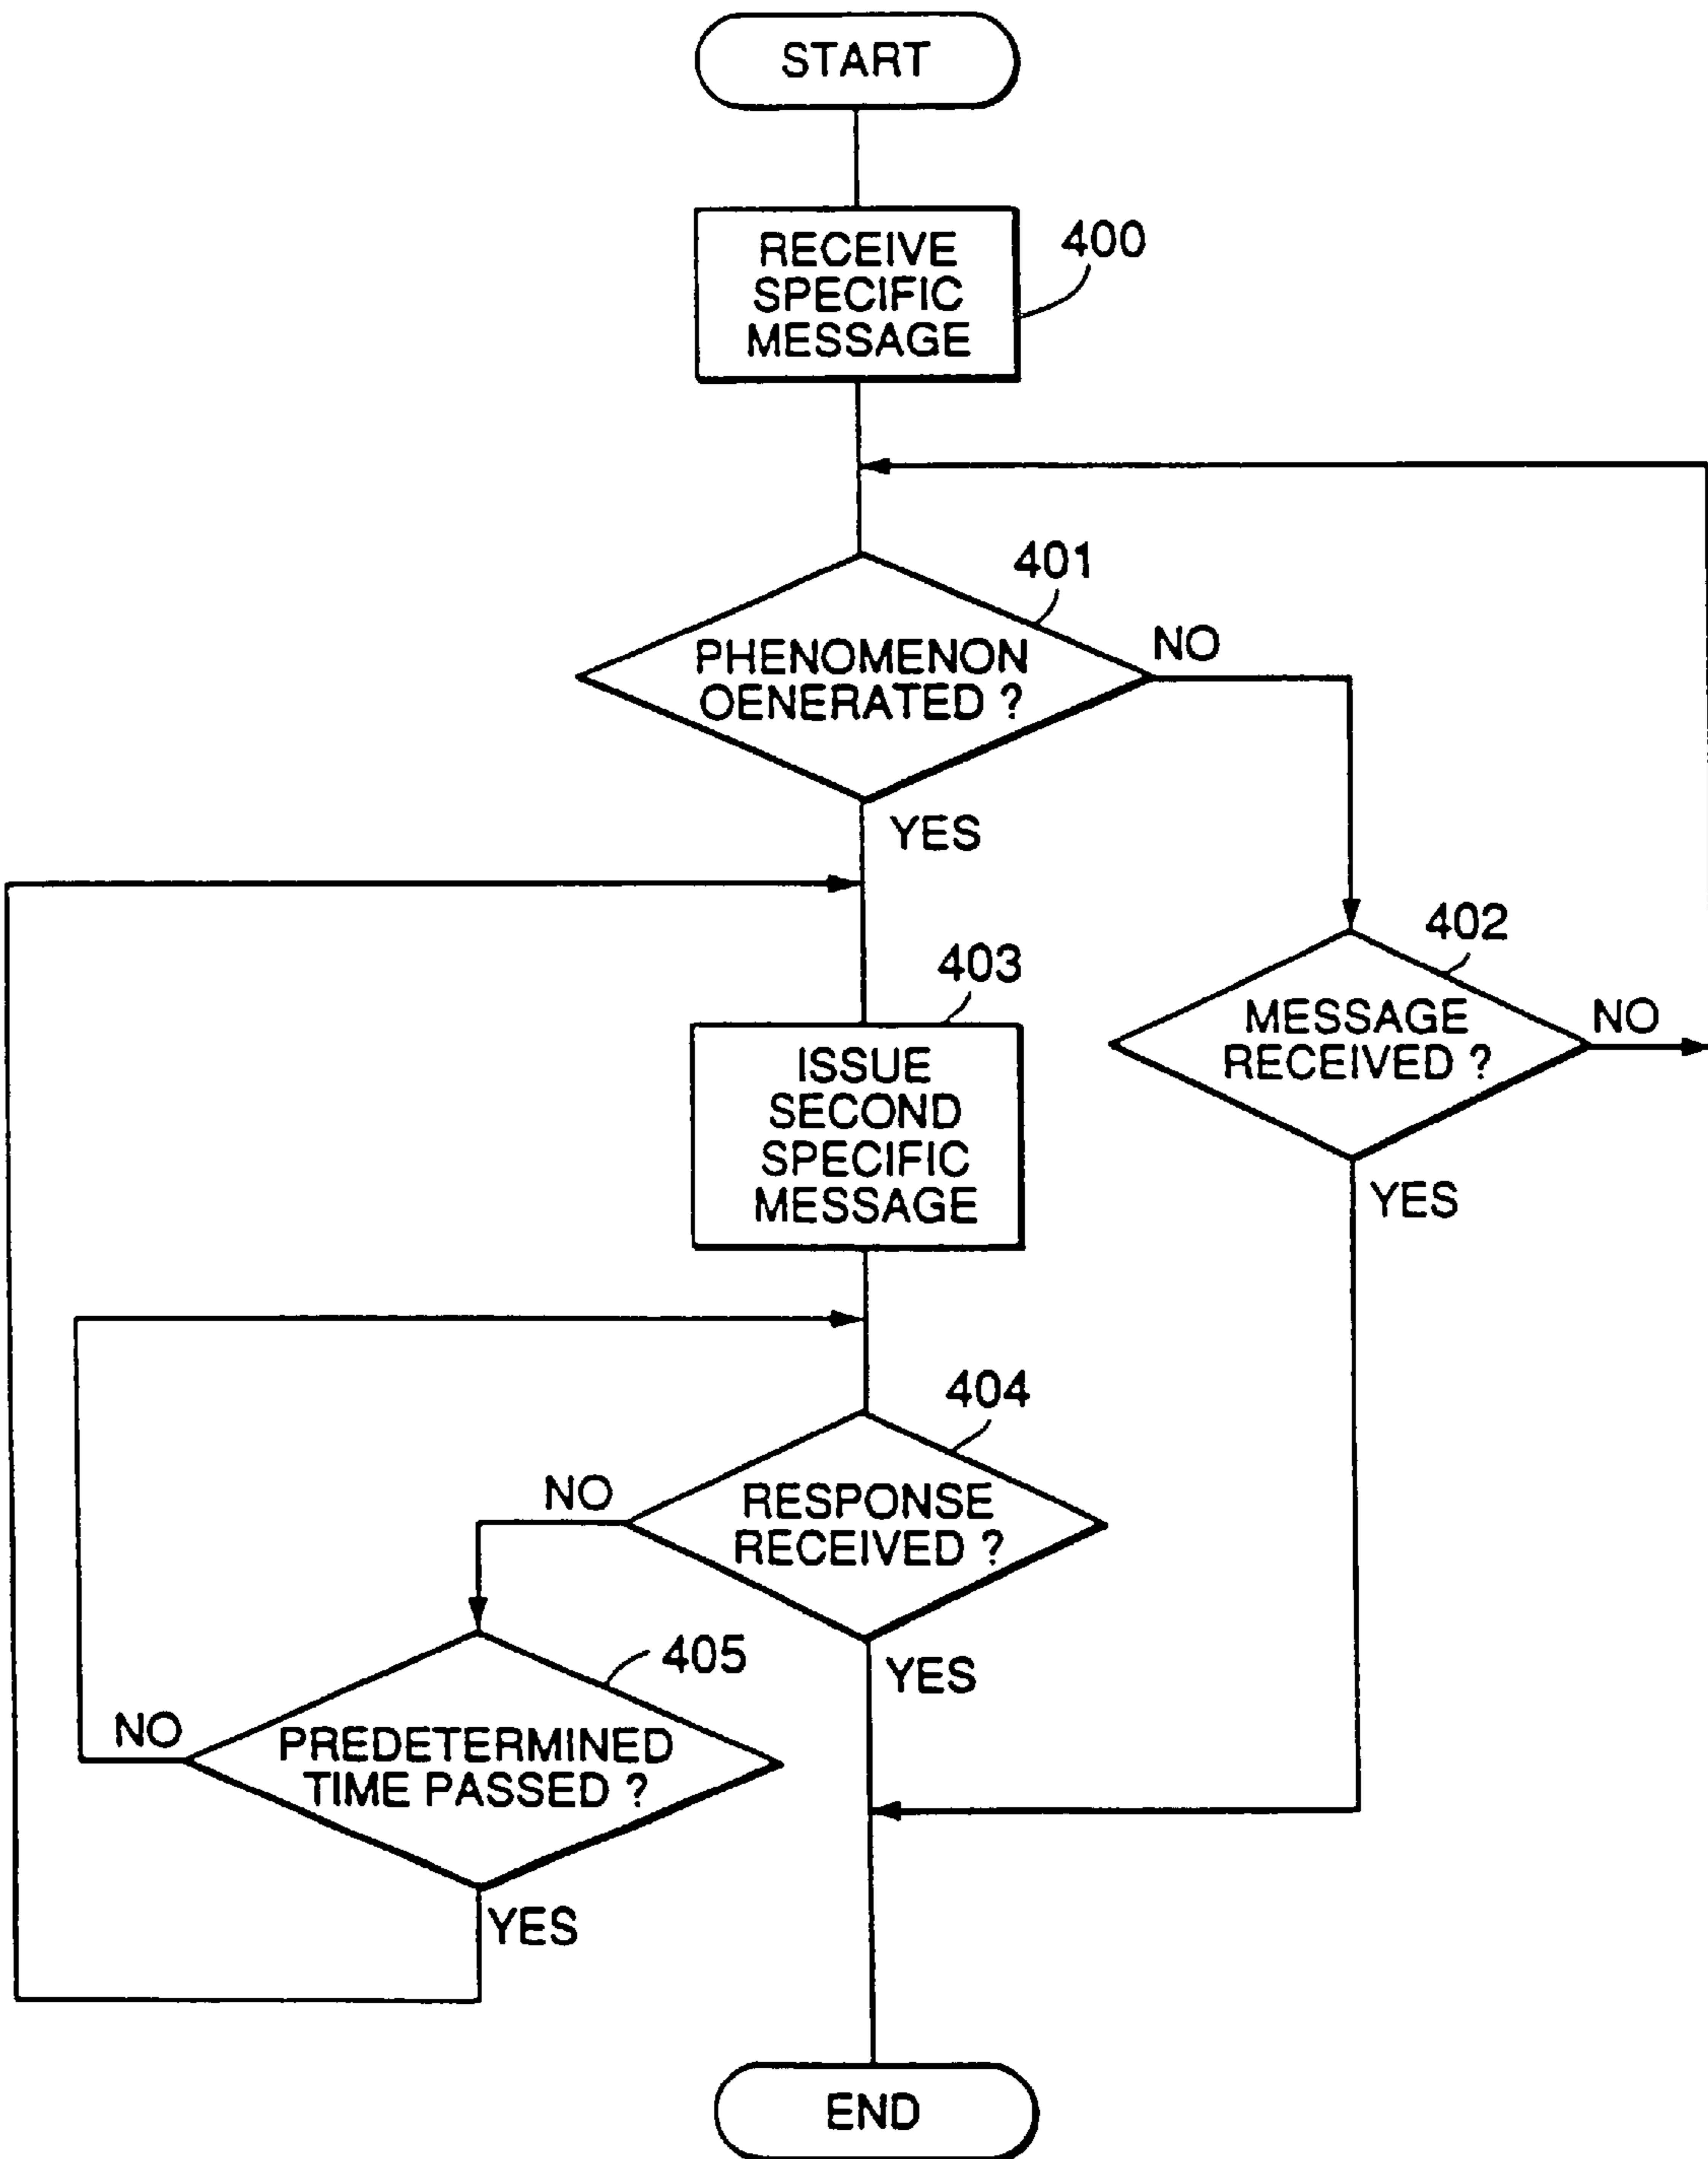 START
RECEIVE
SPECIFIC
MESSAGE
400
401
PHENOMENON
OENERATED ?
NO
YES
402
MESSAGE
RECEIVED ?
NO
YES
403
ISSUE
SECOND
SPECIFIC
MESSAGE
404
RESPONSE
RECEIVED ?
NO
YES
405
PREDETERMINED
TIME PASSED ?
NO
YES
END